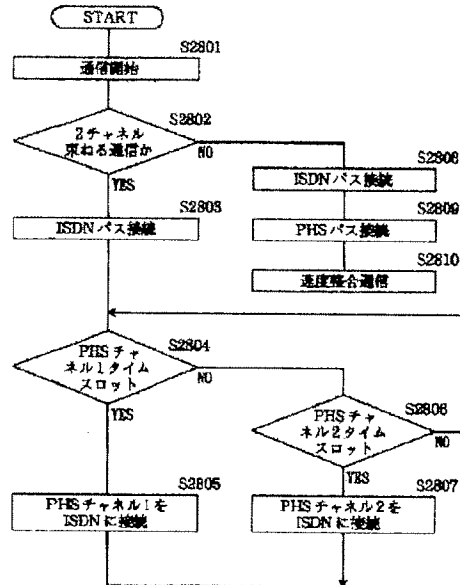 START
S2801
通信開始
S2802
2チャネル
束ねる通信か
NO
YES
S2808
ISDNパス接続
S2803
ISDNパス接続
S2809
PHSパス接続
S2810
速度整合通信
S2804
PHSチャ
ネル1タイム
スロット
NO
YES
S2806
PHSチャ
ネル2タイム
スロット
NO
YES
S2805
PHSチャネル1を
ISDNに接続
S2807
PHSチャネル2を
ISDNに接続